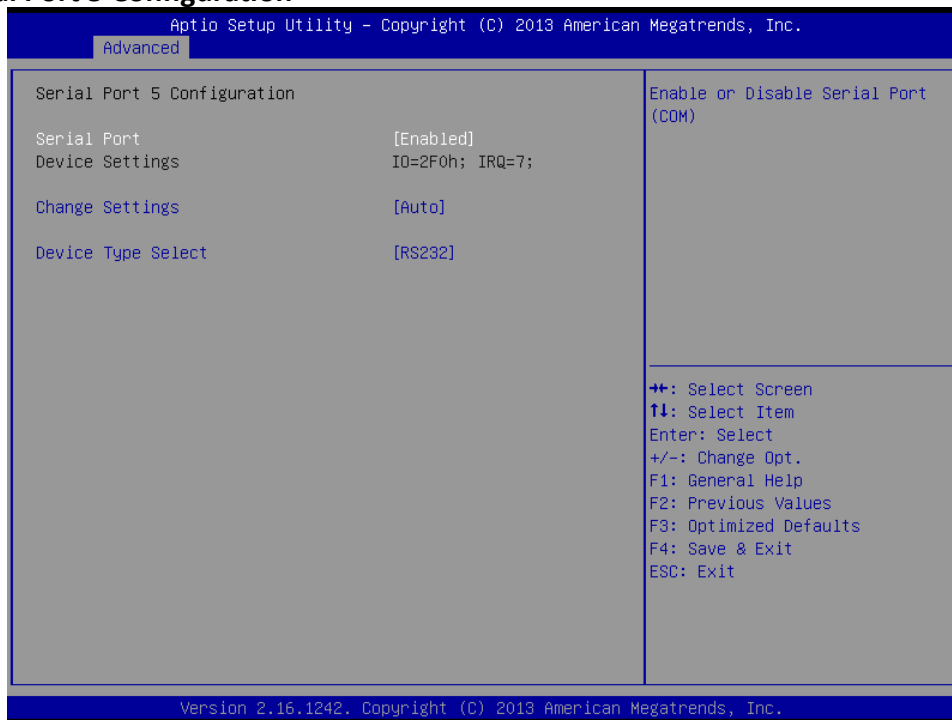 Port 5 Configuration
Aptio Setup Utility – Copyright (C) 2013 American Megatrends, Inc.
Advanced
Serial Port 5 Configuration
Serial Port [Enabled]
Device Settings IO=2F0h; IRQ=7;
Change Settings [Auto]
Device Type Select [RS232]
Enable or Disable Serial Port
(COM)
→←: Select Screen
↑↓: Select Item
Enter: Select
+/-: Change Opt.
F1: General Help
F2: Previous Values
F3: Optimized Defaults
F4: Save & Exit
ESC: Exit
Version 2.16.1242. Copyright (C) 2013 American Megatrends, Inc.